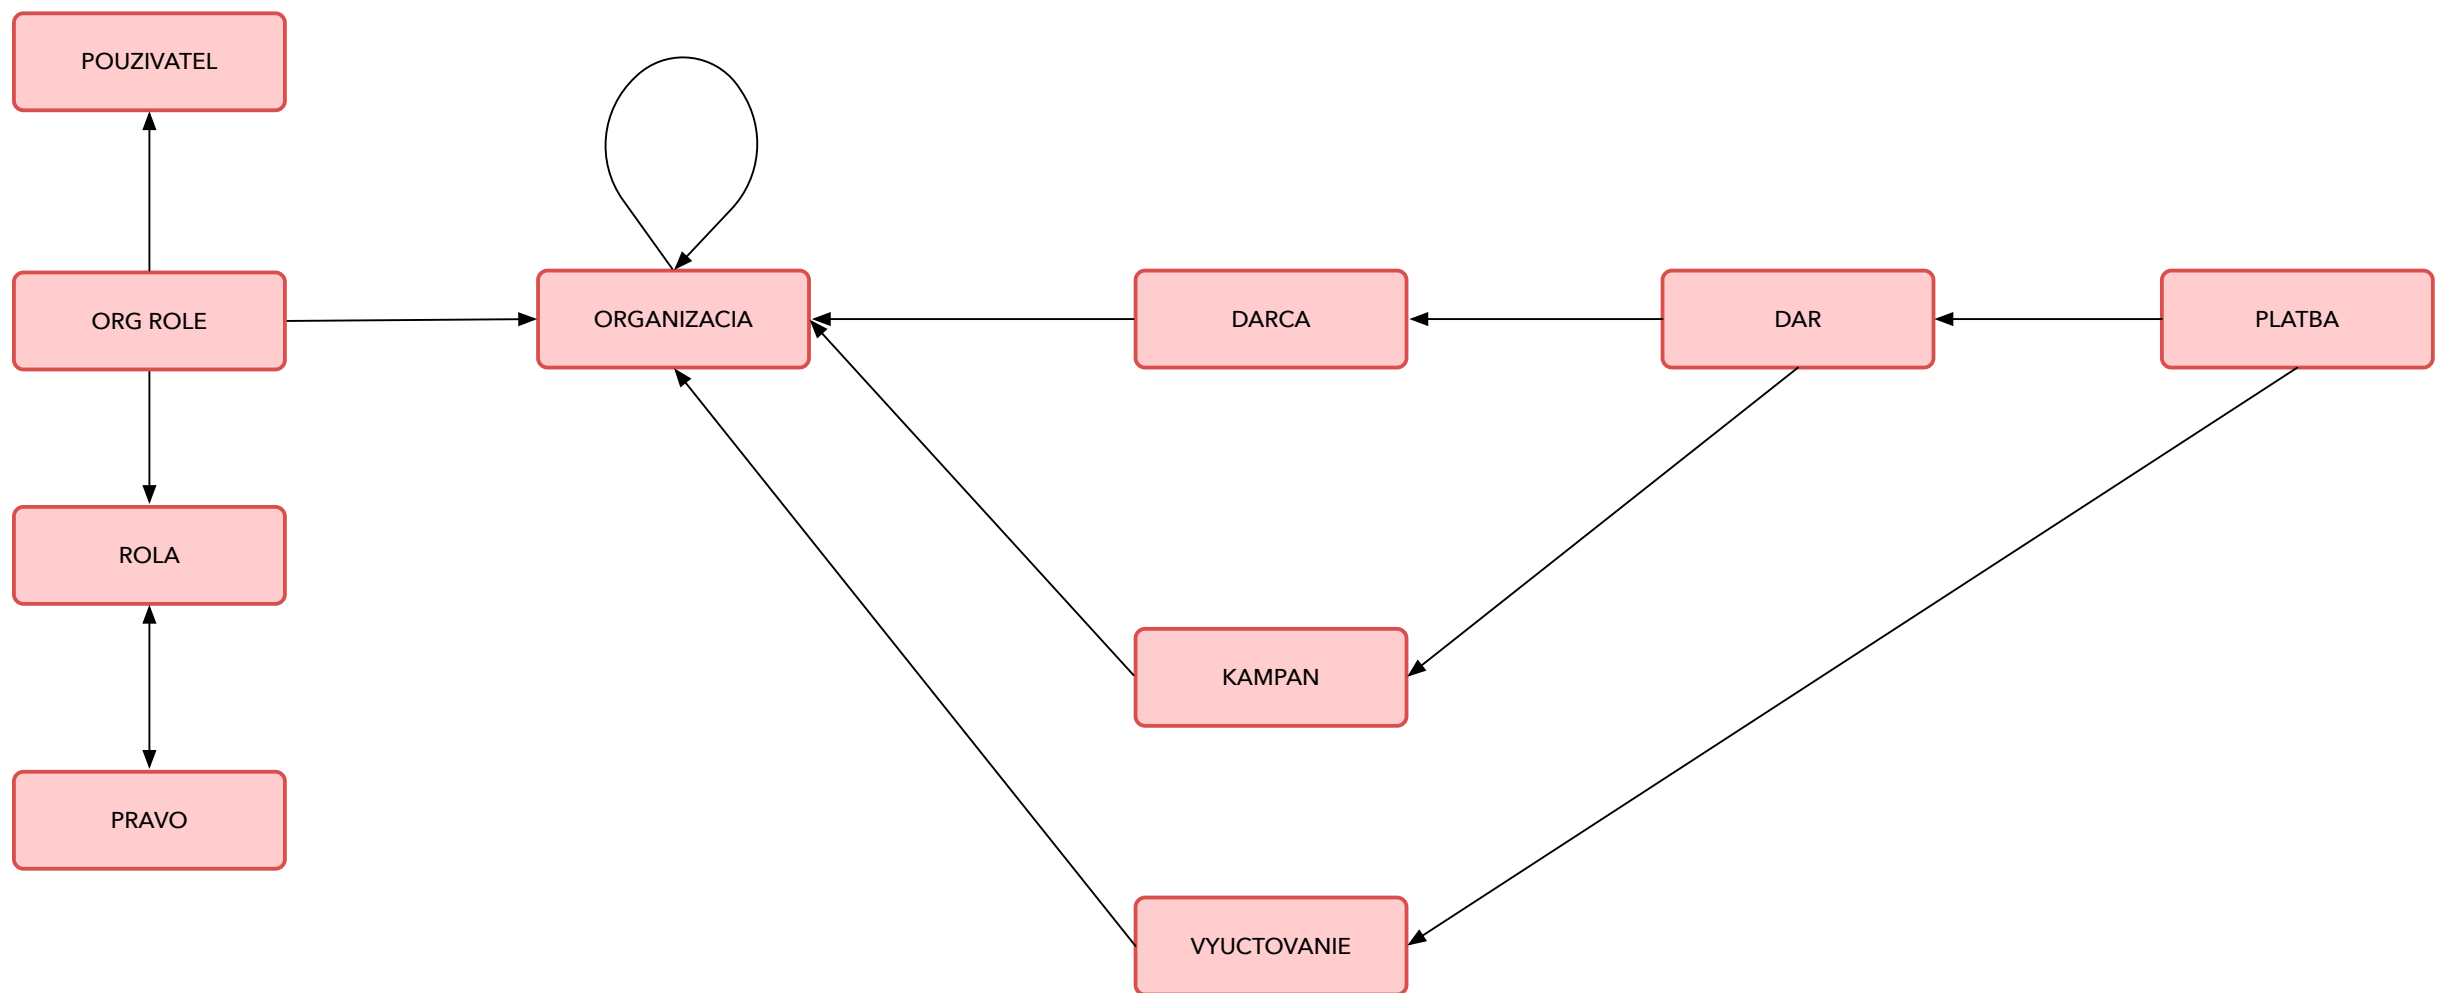 POUZIVATEL
ORG ROLE
ORGANIZACIA
DARCA
DAR
PLATBA
ROLA
KAMPAN
PRAVO
VYUCTOVANIE